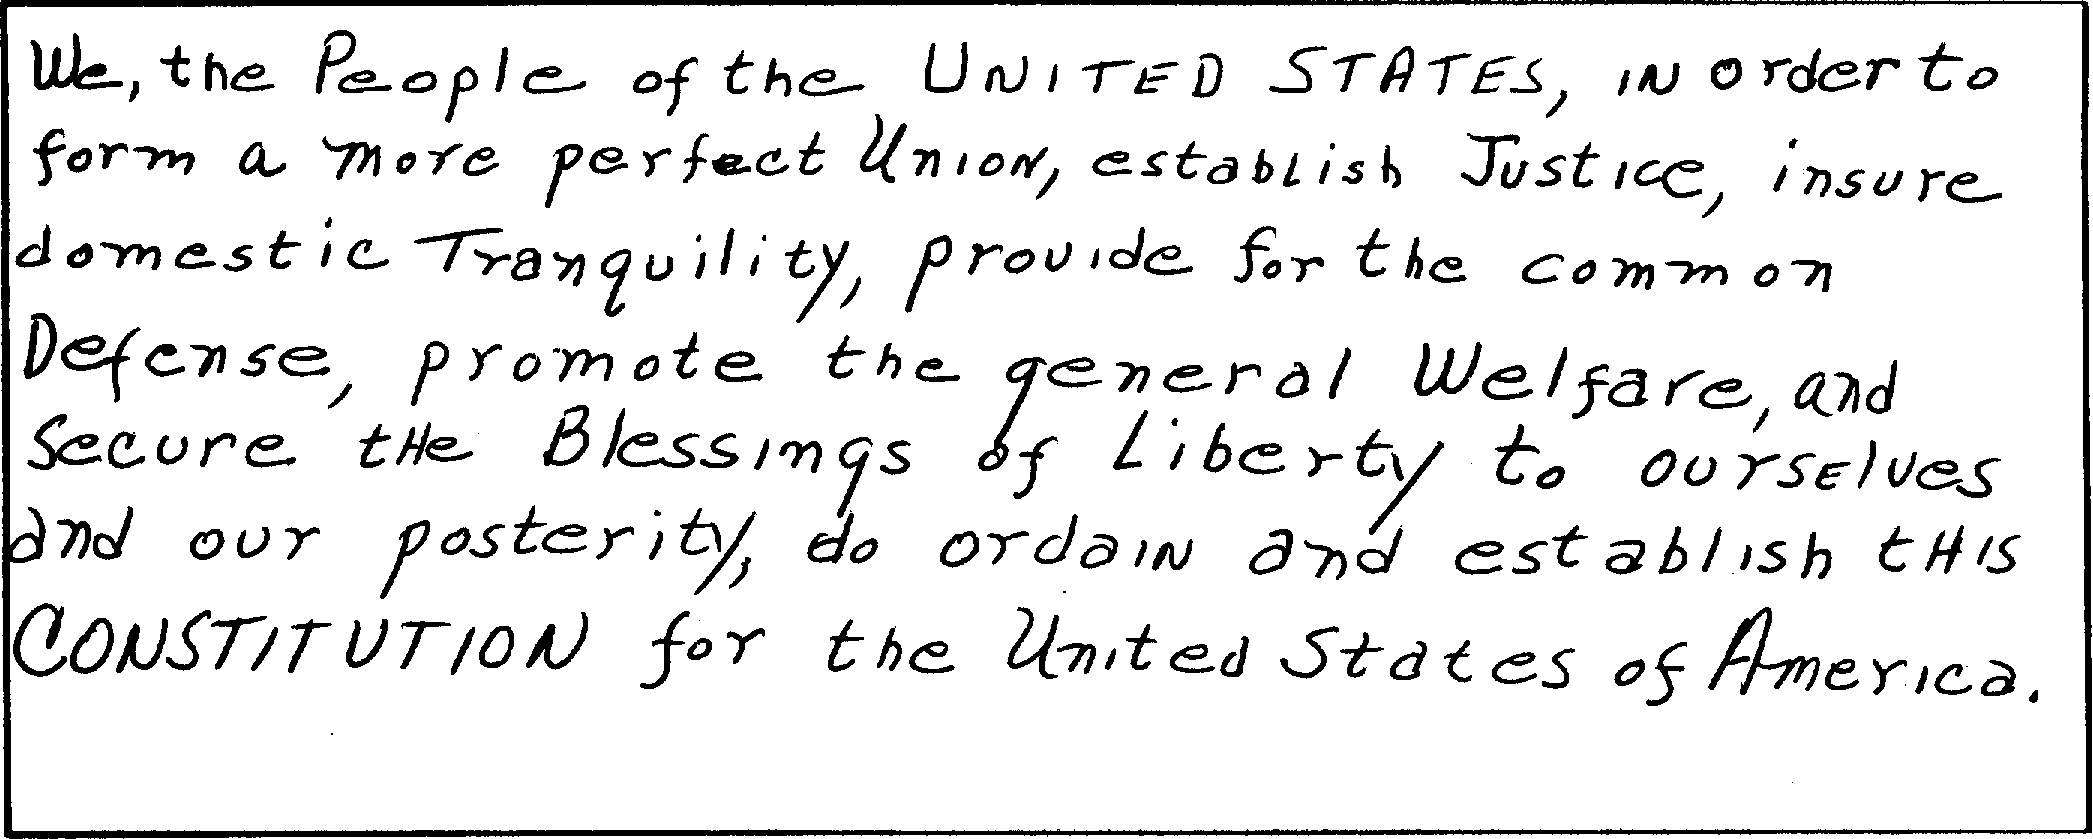 We, the People of the UNITED STATES, in order to
form a more perfect Union, establish Justice, insure
domestic Tranquility, provide for the common
Defense, promote the general Welfare, and
Secure tHe Blessings of Liberty to ourselves
and our posterity, do ordain and establish tHIS
CONSTITUTION for the United States of America.